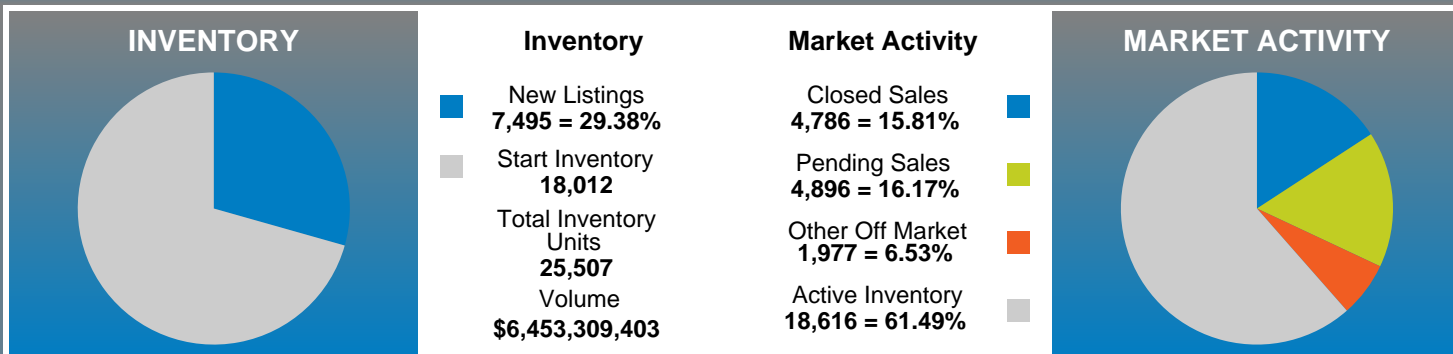 INVENTORY
Inventory
New Listings
7,495 = 29.38%
Start Inventory
18,012
Total Inventory
Units
25,507
Volume
$6,453,309,403
Market Activity
Closed Sales
4,786 = 15.81%
Pending Sales
4,896 = 16.17%
Other Off Market
1,977 = 6.53%
Active Inventory
18,616 = 61.49%
MARKET ACTIVITY